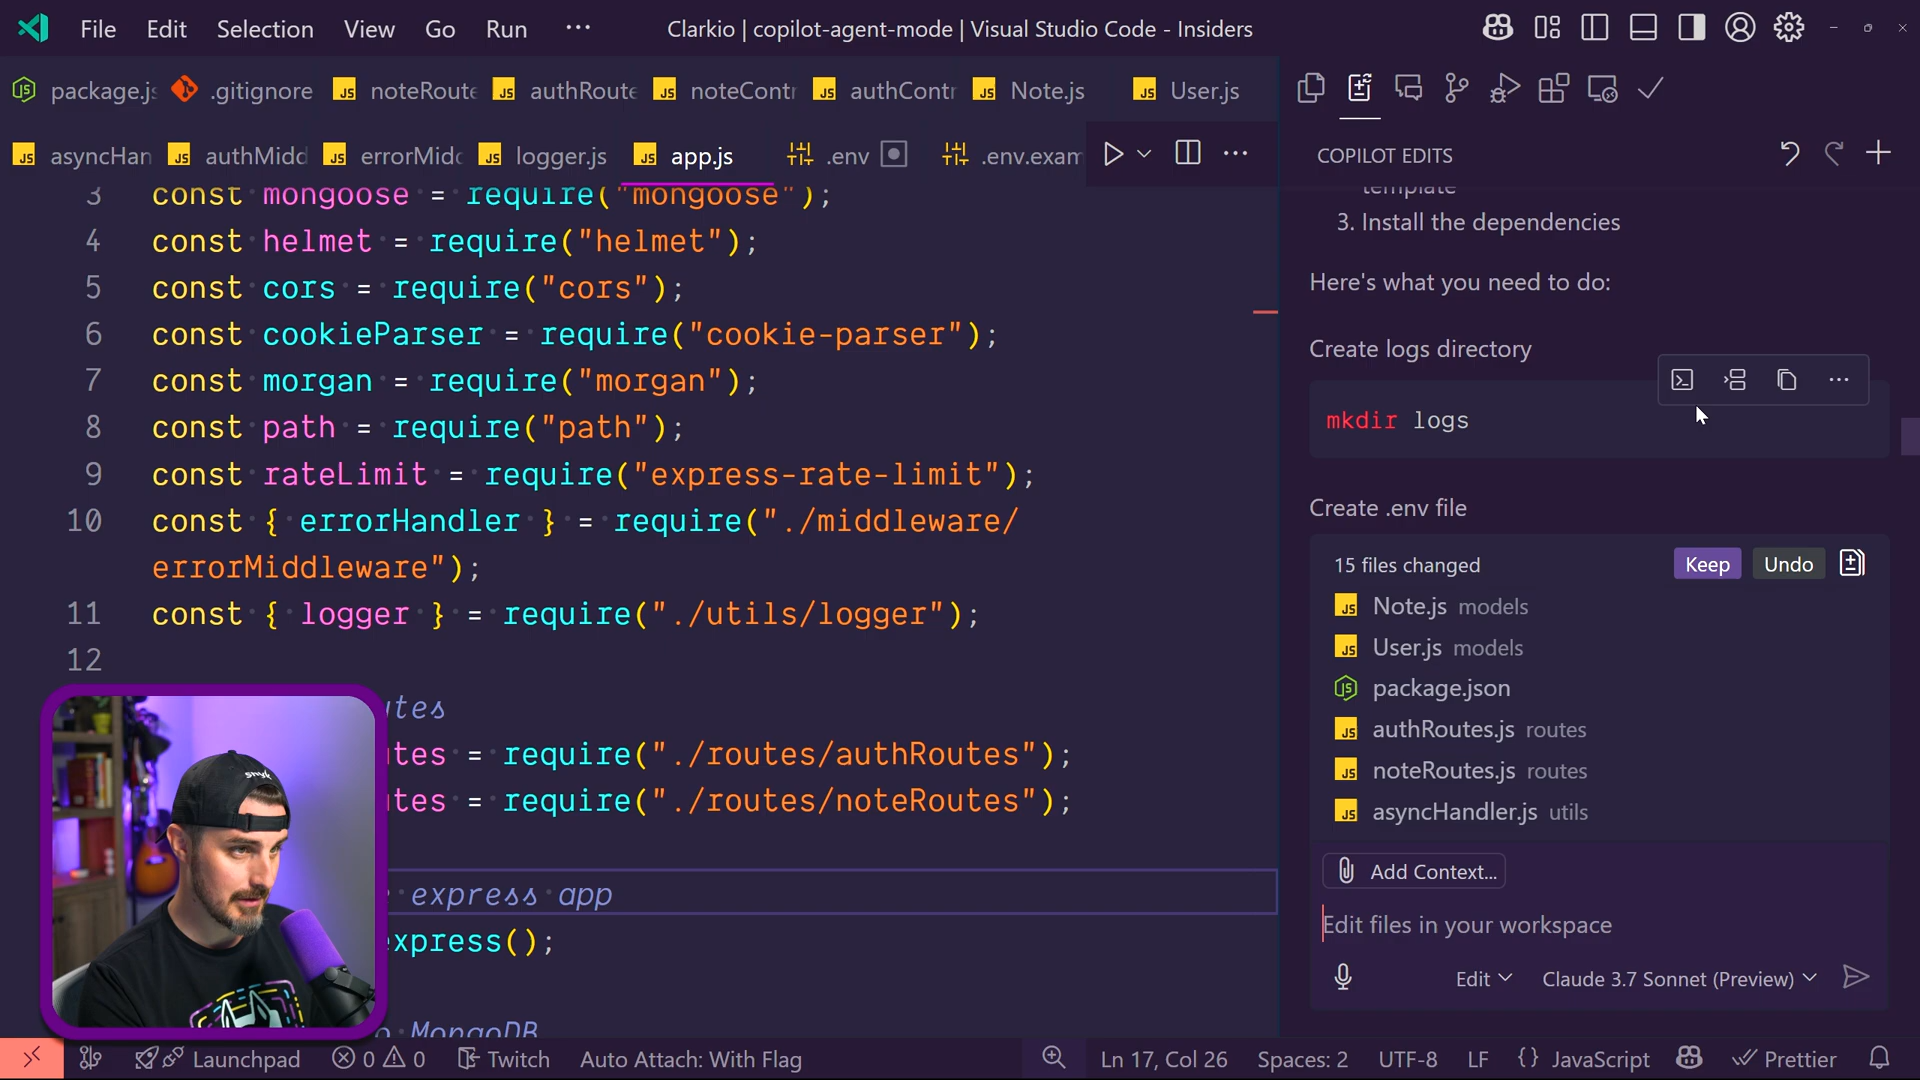 File Edit Selection View Go Run ··· Clarkio | copilot-agent-mode | Visual Studio Code - Insiders
package.js .gitignore noteRoute authRoute noteContr authContr Note.js User.js
asyncHan authMidd errorMidd logger.js app.js .env .env.exam
COPILOT EDITS
3 const mongoose = require("mongoose");
4 const helmet = require("helmet");
5 const cors = require("cors");
6 const cookieParser = require("cookie-parser");
7 const morgan = require("morgan");
8 const path = require("path");
9 const rateLimit = require("express-rate-limit");
10 const { errorHandler } = require("./middleware/
errorMiddleware");
11 const { logger } = require("./utils/logger");
12
utes
utes = require("./routes/authRoutes");
utes = require("./routes/noteRoutes");
express app
express();
MongoDB
snyk
template
3. Install the dependencies
Here's what you need to do:
Create logs directory
mkdir logs
Create .env file
15 files changed Keep Undo
Note.js models
User.js models
package.json
authRoutes.js routes
noteRoutes.js routes
asyncHandler.js utils
Add Context...
Edit files in your workspace
Edit Claude 3.7 Sonnet (Preview)
Launchpad 0 0 Twitch Auto Attach: With Flag Ln 17, Col 26 Spaces: 2 UTF-8 LF {} JavaScript Prettier